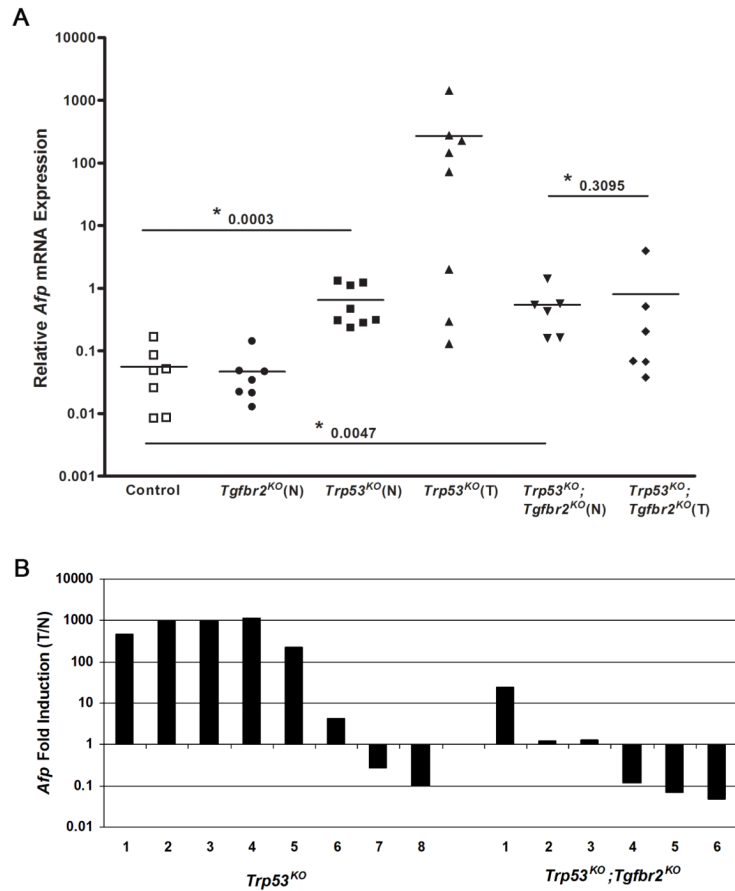 A
Relative Afp mRNA Expression
10000
1000
100
10
1
0.1
0.01
0.001
* 0.0003
* 0.3095
* 0.0047
Control
Tgfbr2KO(N)
Trp53KO(N)
Trp53KO(T)
Trp53KO;
Tgfbr2KO(N)
Trp53KO;
Tgfbr2KO(T)
B
Afp Fold Induction (T/N)
10000
1000
100
10
1
0.1
0.01
1 2 3 4 5 6 7 8 1 2 3 4 5 6
Trp53KO
Trp53KO;Tgfbr2KO